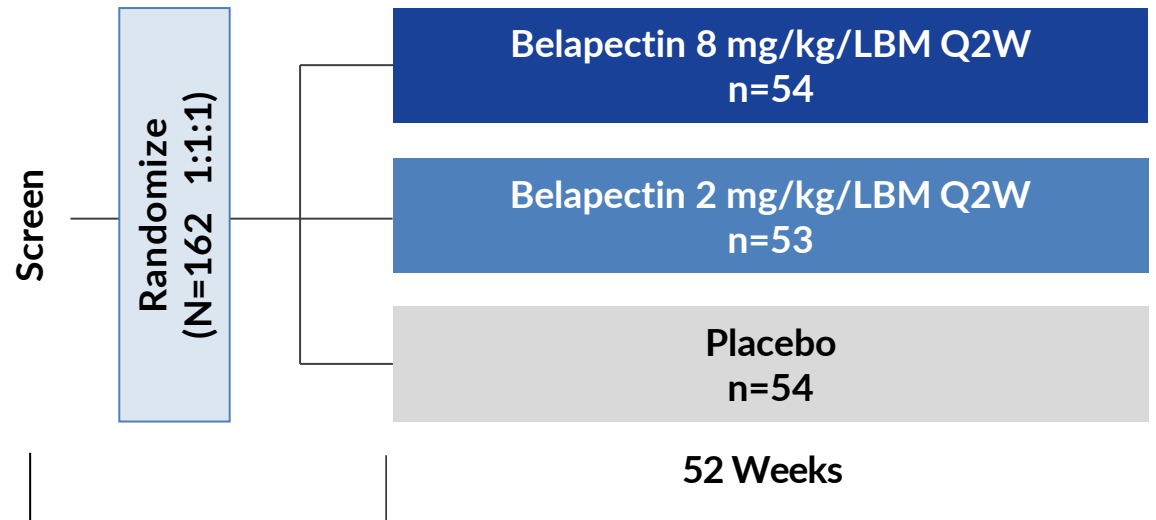 Screen
Randomize
(N=162 1:1:1)
Belapectin 8 mg/kg/LBM Q2W
n=54
Belapectin 2 mg/kg/LBM Q2W
n=53
Placebo
n=54
52 Weeks